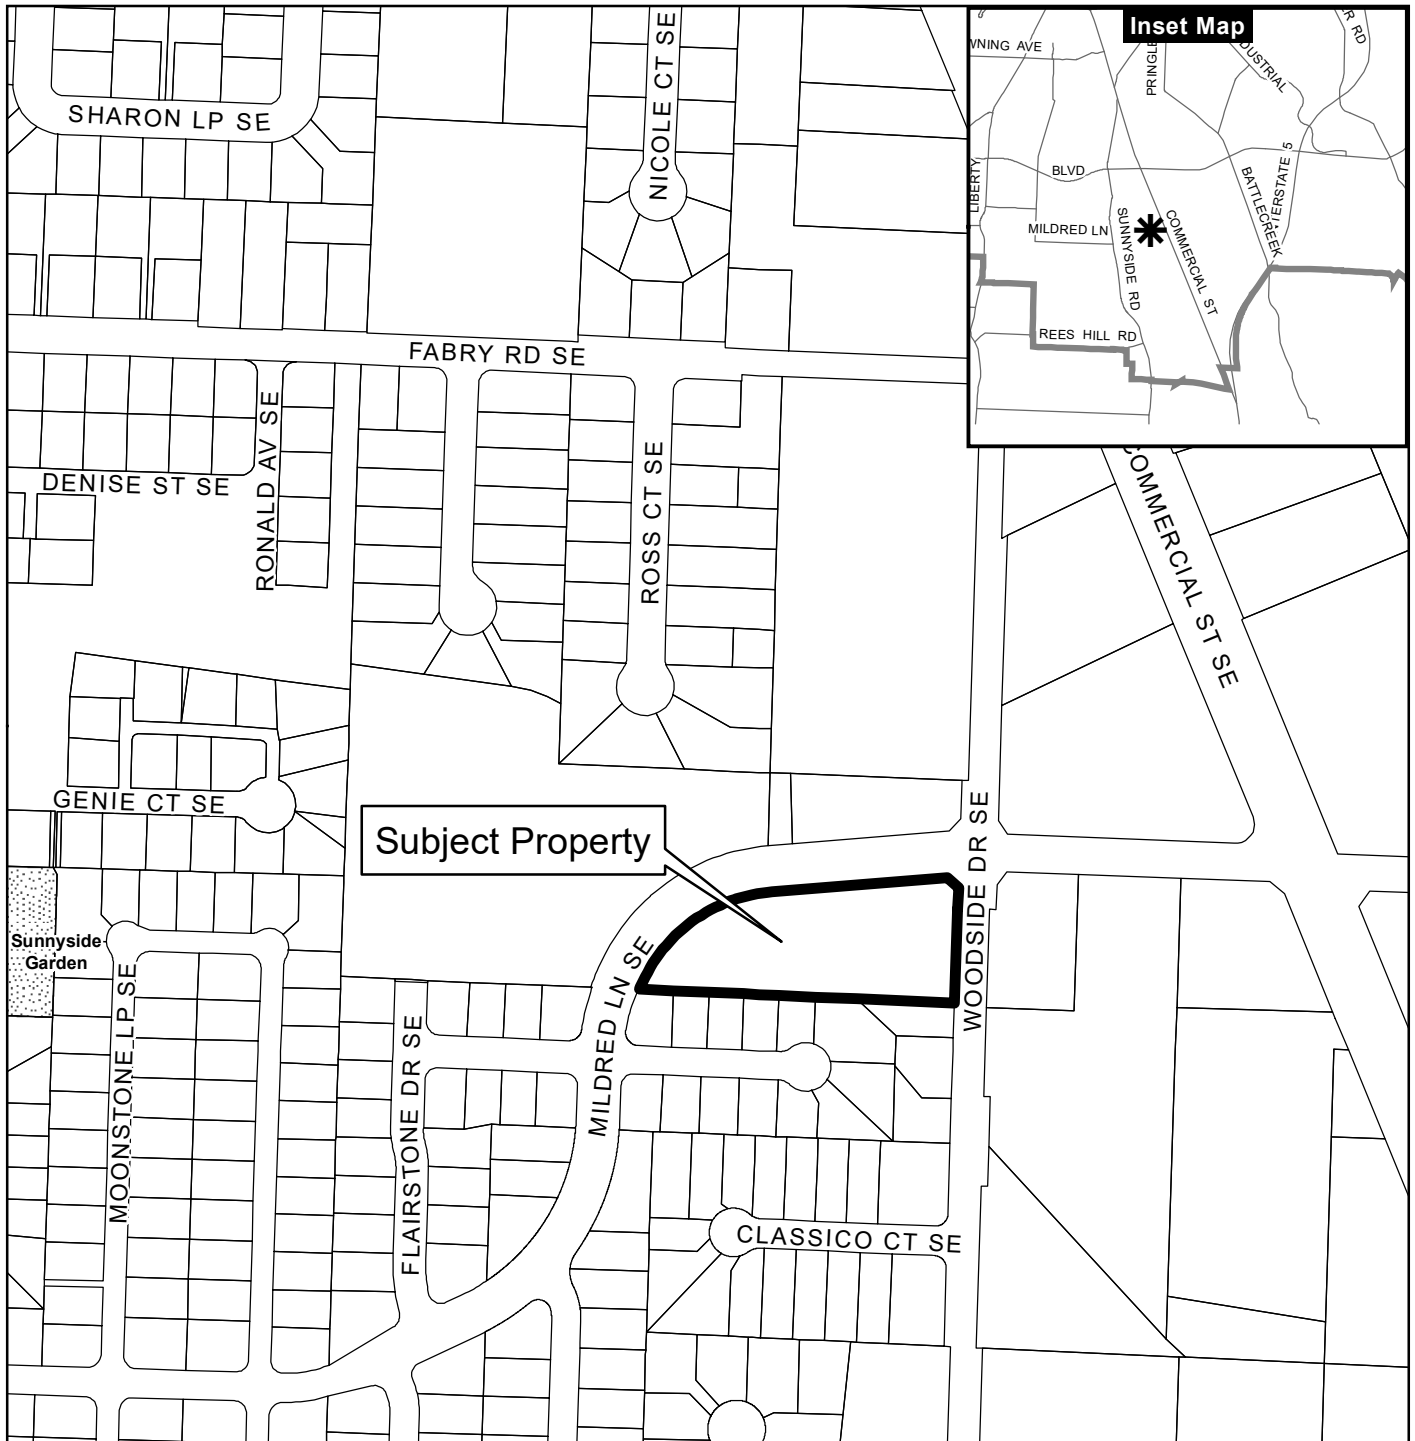 Inset Map
WNING AVE
PRINGLE
DUSTRIAL
R RD
BLVD
LIBERTY
MILDRED LN
SUNNYSIDE RD
COMMERCIAL ST
BATTLECREEK
TERSTATE 5
REES HILL RD
SHARON LP SE
NICOLE CT SE
FABRY RD SE
RONALD AV SE
DENISE ST SE
ROSS CT SE
COMMERCIAL ST SE
GENIE CT SE
Subject Property
WOODSIDE DR SE
Sunnyside
Garden
MOONSTONE LP SE
FLAIRSTONE DR SE
MILDRED LN SE
CLASSICO CT SE